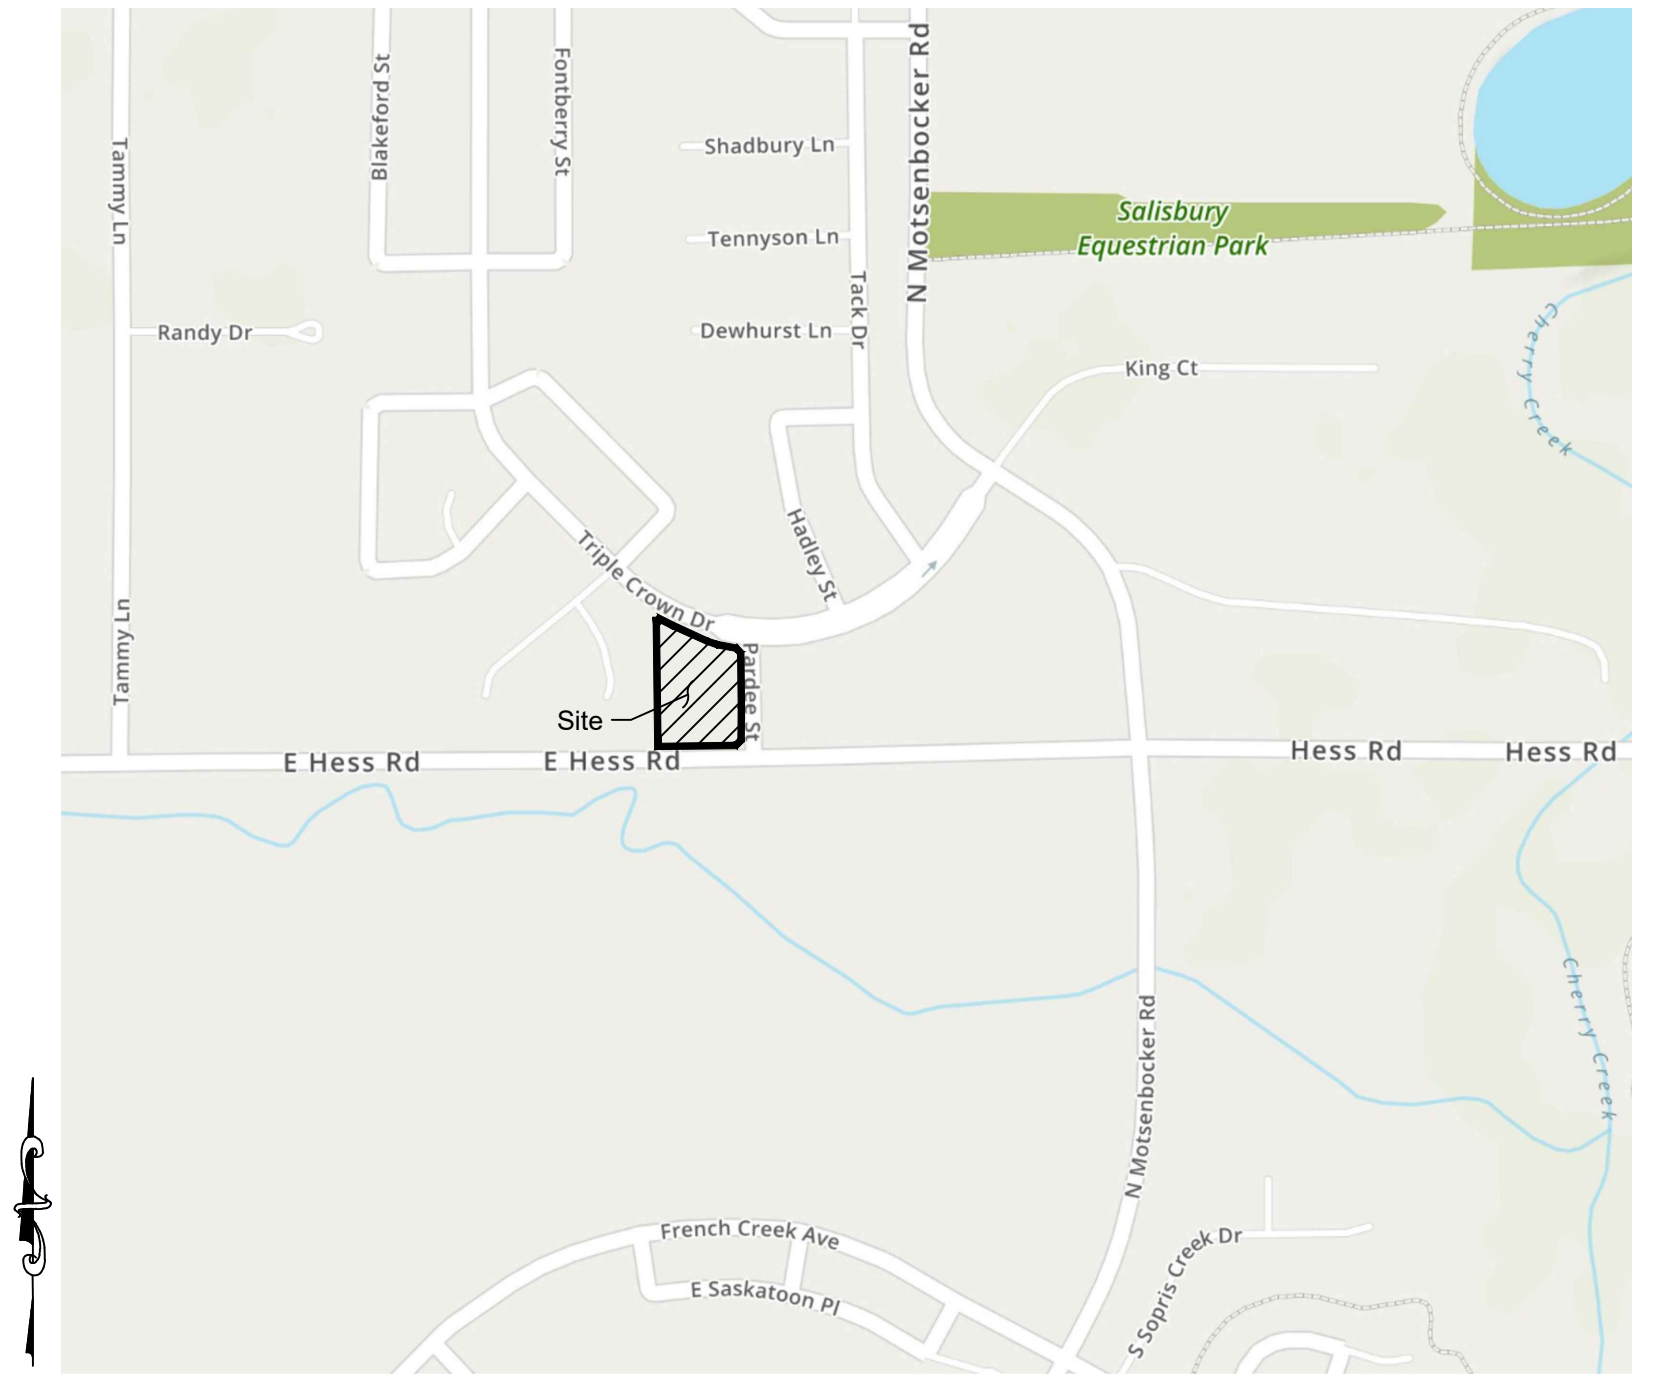 Tammy Ln
Blakeford St
Fontberry St
N Motsenbocker Rd
Shadbury Ln
Tennyson Ln
Dewhurst Ln
Tack Dr
Salisbury
Equestrian Park
Randy Dr
King Ct
Cherry Creek
Hadley St
Triple Crown Dr
Tammy Ln
Pardee St
Site
E Hess Rd
E Hess Rd
Hess Rd
Hess Rd
Cherry Creek
N Motsenbocker Rd
French Creek Ave
E Saskatoon Pl
S Sopris Creek Dr